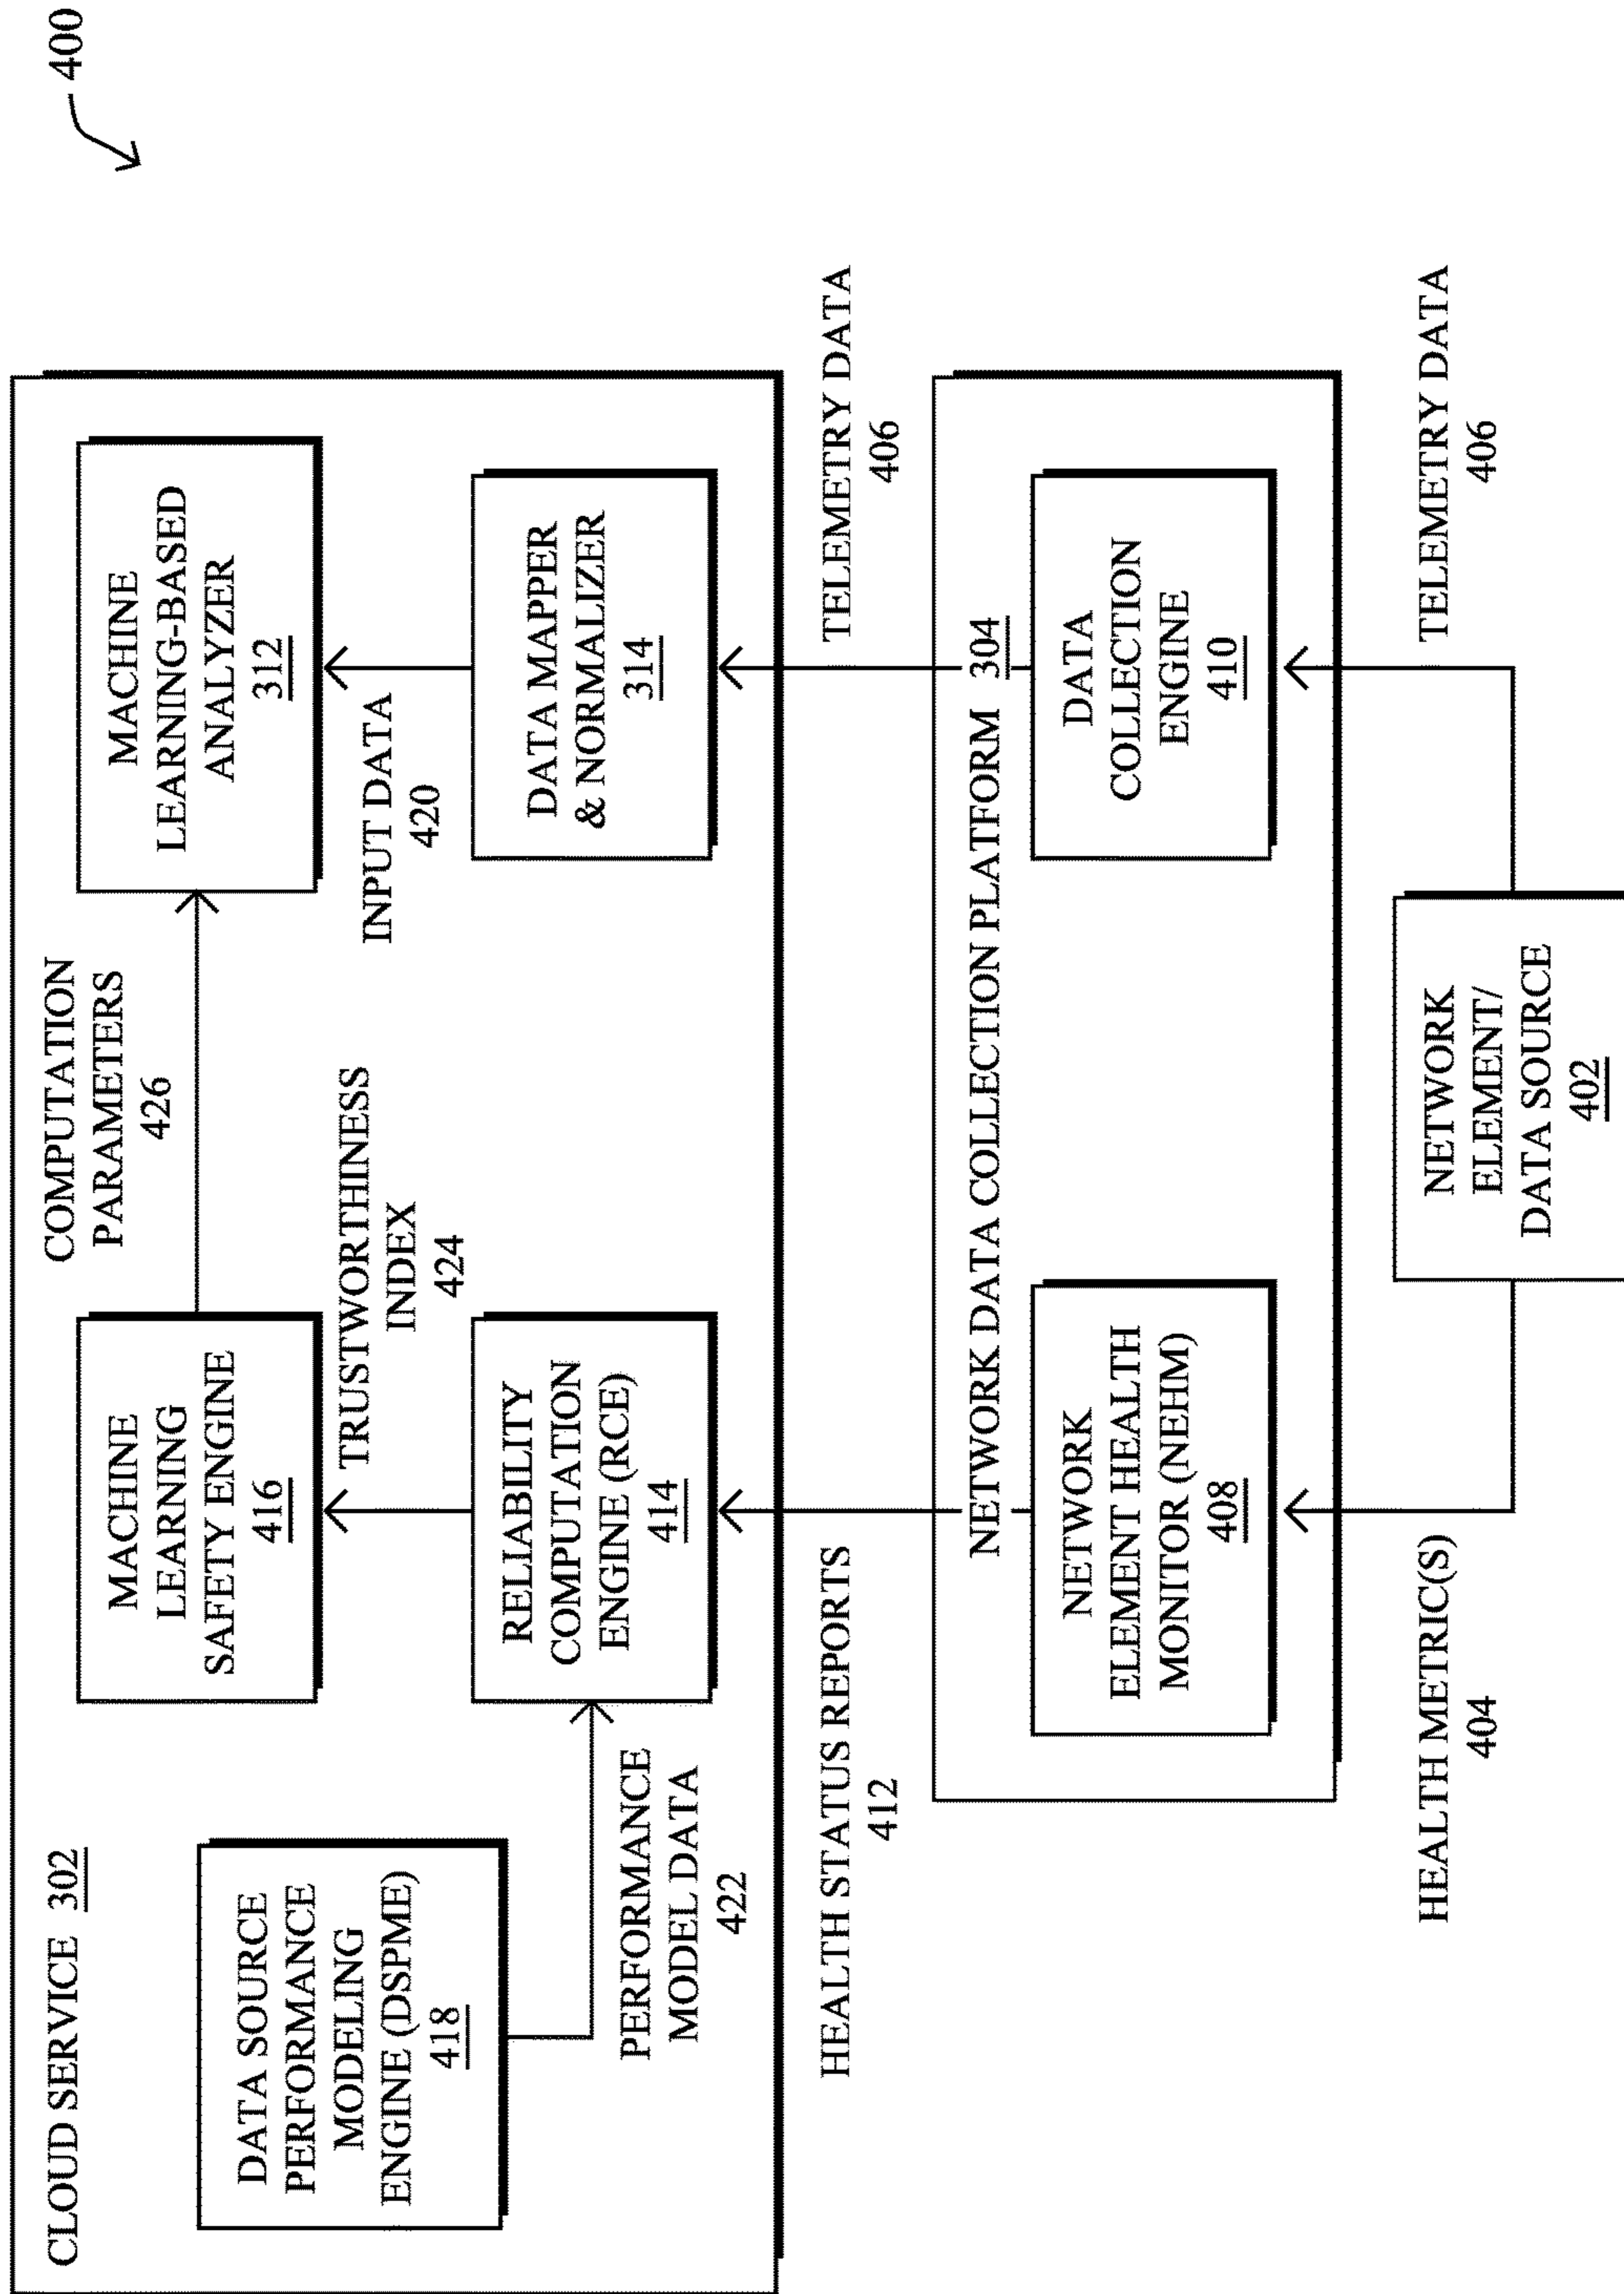 400
CLOUD SERVICE 302
DATA SOURCE
PERFORMANCE
MODELING
ENGINE (DSPME)
418
MACHINE
LEARNING
SAFETY ENGINE
416
COMPUTATION
PARAMETERS
426
MACHINE
LEARNING-BASED
ANALYZER
312
TRUSTWORTHINESS
INDEX
424
INPUT DATA
420
PERFORMANCE
MODEL DATA
422
RELIABILITY
COMPUTATION
ENGINE (RCE)
414
DATA MAPPER
& NORMALIZER
314
HEALTH STATUS REPORTS
412
TELEMETRY DATA
406
NETWORK DATA COLLECTION PLATFORM 304
NETWORK
ELEMENT HEALTH
MONITOR (NEHM)
408
DATA
COLLECTION
ENGINE
410
HEALTH METRIC(S)
404
TELEMETRY DATA
406
NETWORK
ELEMENT/
DATA SOURCE
402